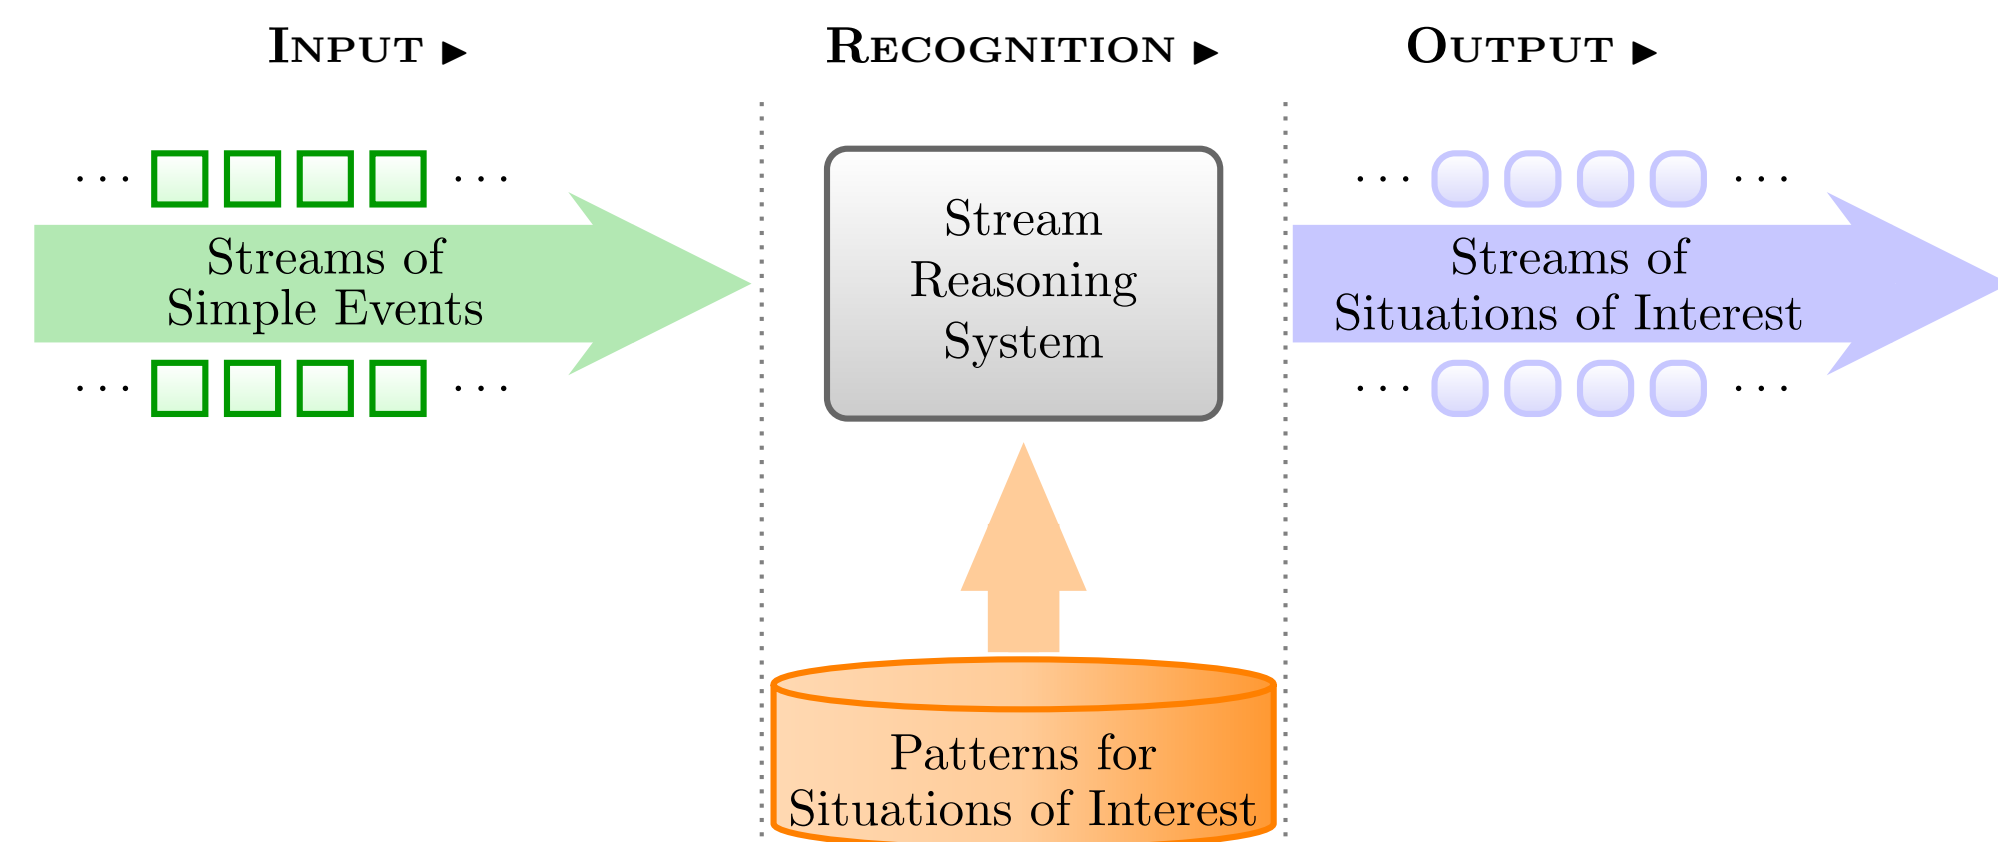 INPUT ▶
RECOGNITION ▶
OUTPUT ▶
... ...
Streams of
Simple Events
... ...
Stream
Reasoning
System
... ...
Streams of
Situations of Interest
... ...
Patterns for
Situations of Interest